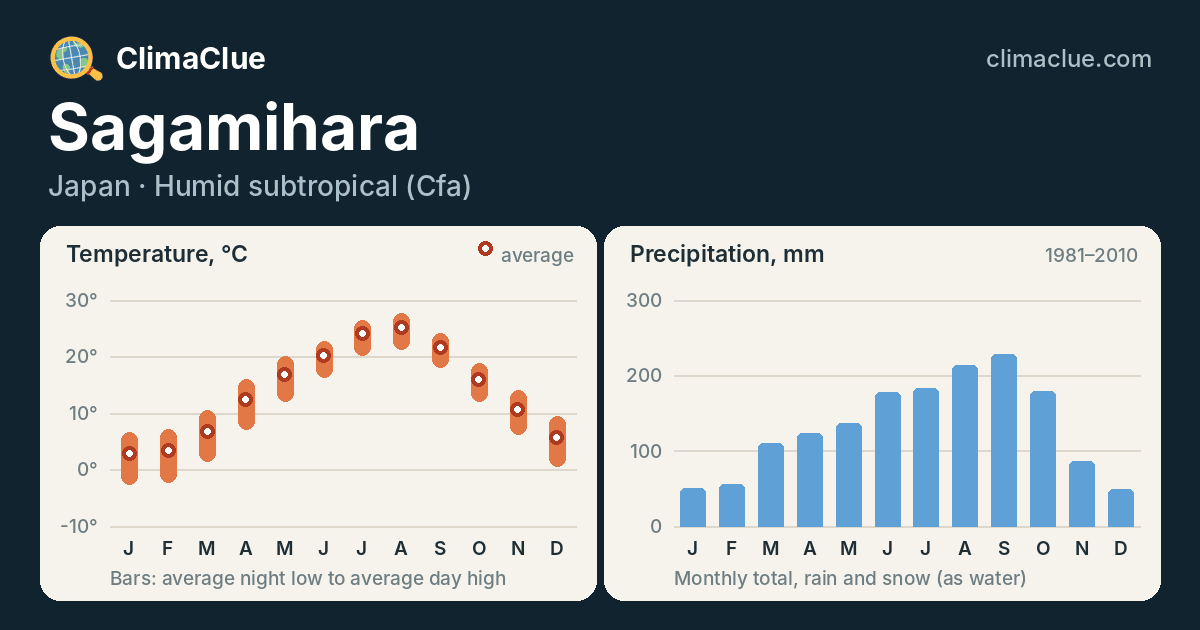 ClimaClue
climaclue.com
Sagamihara
Japan · Humid subtropical (Cfa)
Temperature, °C
average
30°
20°
10°
0°
-10°
J F M A M J J A S O N D
Bars: average night low to average day high
Precipitation, mm
1981–2010
300
200
100
0
J F M A M J J A S O N D
Monthly total, rain and snow (as water)